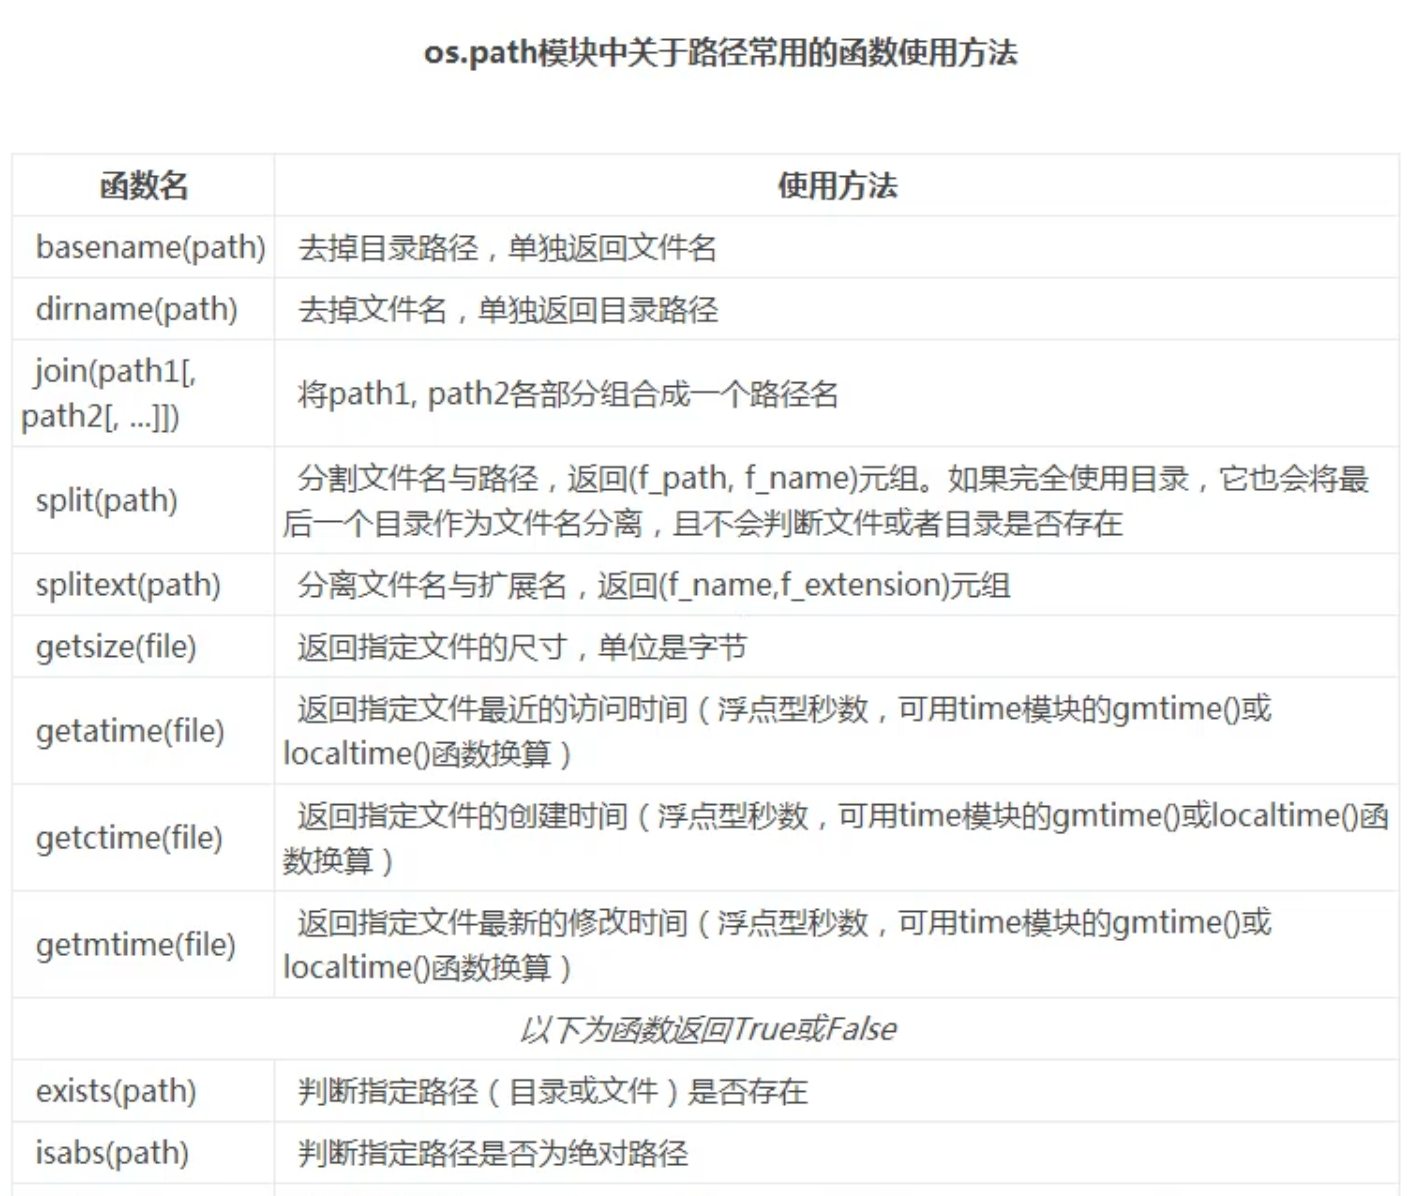 os.path模块中关于路径常用的函数使用方法
函数名
使用方法
basename(path)
去掉目录路径，单独返回文件名
dirname(path)
去掉文件名，单独返回目录路径
join(path1[,
path2[, ...]])
将path1, path2各部分组合成一个路径名
split(path)
分割文件名与路径，返回(f_path, f_name)元组。如果完全使用目录，它也会将最
后一个目录作为文件名分离，且不会判断文件或者目录是否存在
splitext(path)
分离文件名与扩展名，返回(f_name,f_extension)元组
getsize(file)
返回指定文件的尺寸，单位是字节
getatime(file)
返回指定文件最近的访问时间（浮点型秒数，可用time模块的gmtime()或
localtime()函数换算）
getctime(file)
返回指定文件的创建时间（浮点型秒数，可用time模块的gmtime()或localtime()函
数换算）
getmtime(file)
返回指定文件最新的修改时间（浮点型秒数，可用time模块的gmtime()或
localtime()函数换算）
以下为函数返回True或False
exists(path)
判断指定路径（目录或文件）是否存在
isabs(path)
判断指定路径是否为绝对路径